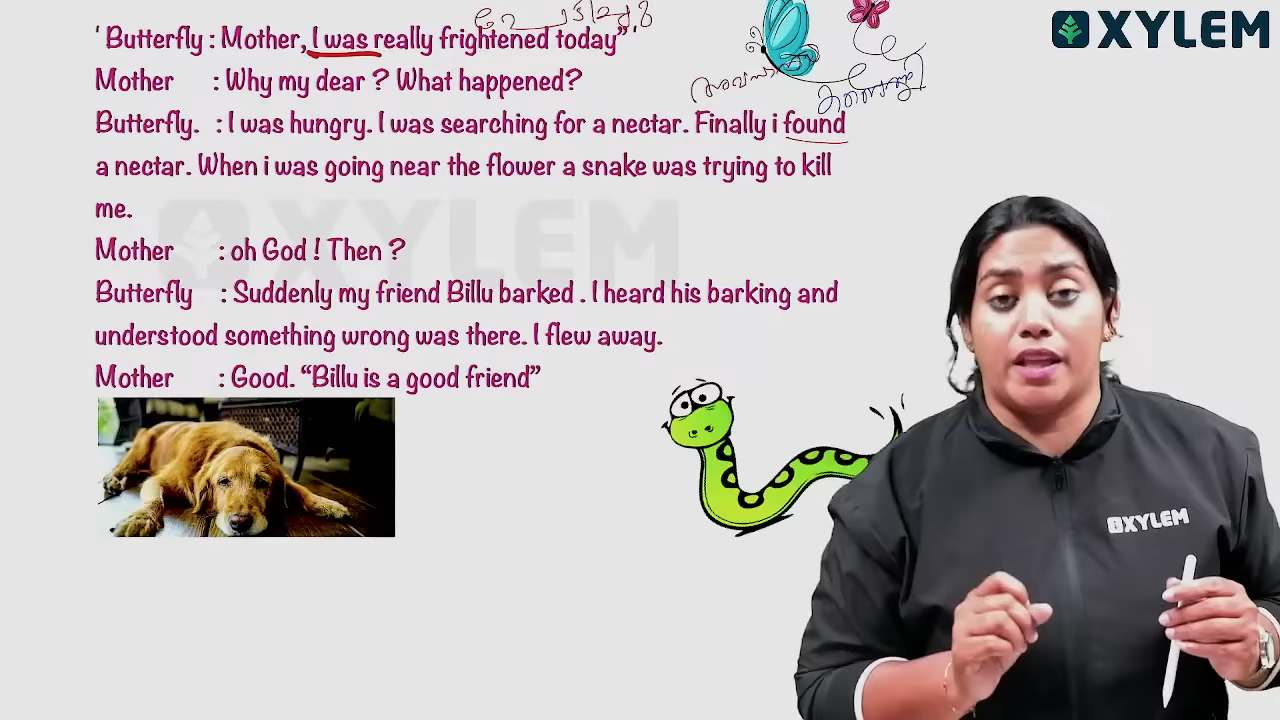 ' Butterfly : Mother, I was really frightened today” '
Mother : Why my dear ? What happened?
Butterfly. : I was hungry. I was searching for a nectar. Finally i found
a nectar. When i was going near the flower a snake was trying to kill
me.
Mother : oh God ! Then ?
Butterfly : Suddenly my friend Billu barked . I heard his barking and
understood something wrong was there. I flew away.
Mother : Good. “Billu is a good friend”
XYLEM
XYLEM
XYLEM